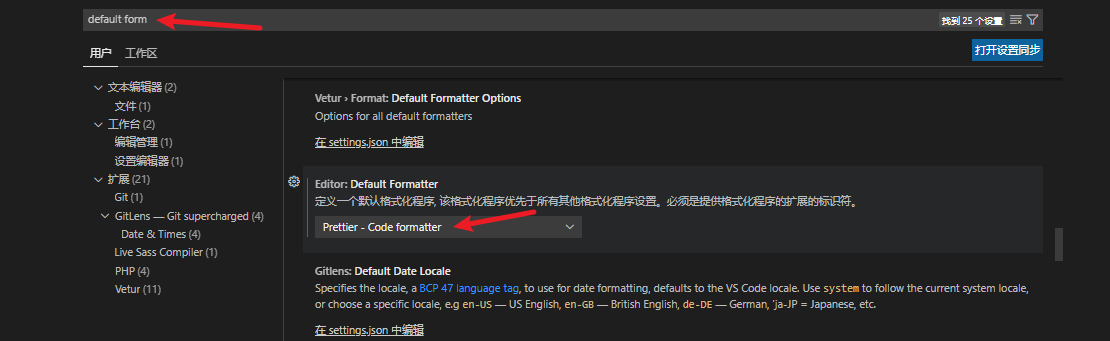 default form
找到 25 个设置
用户
工作区
打开设置同步
文本编辑器 (2)
文件 (1)
工作台 (2)
编辑管理 (1)
设置编辑器 (1)
扩展 (21)
Git (1)
GitLens — Git supercharged (4)
Date & Times (4)
Live Sass Compiler (1)
PHP (4)
Vetur (11)
Vetur › Format: Default Formatter Options
Options for all default formatters
在 settings.json 中编辑
Editor: Default Formatter
定义一个默认格式化程序, 该格式化程序优先于所有其他格式化程序设置。必须是提供格式化程序的扩展的标识符。
Prettier - Code formatter
Gitlens: Default Date Locale
Specifies the locale, a BCP 47 language tag, to use for date formatting, defaults to the VS Code locale. Use system to follow the current system locale,
or choose a specific locale, e.g en-US — US English, en-GB — British English, de-DE — German, 'ja-JP = Japanese, etc.
在 settings.json 中编辑